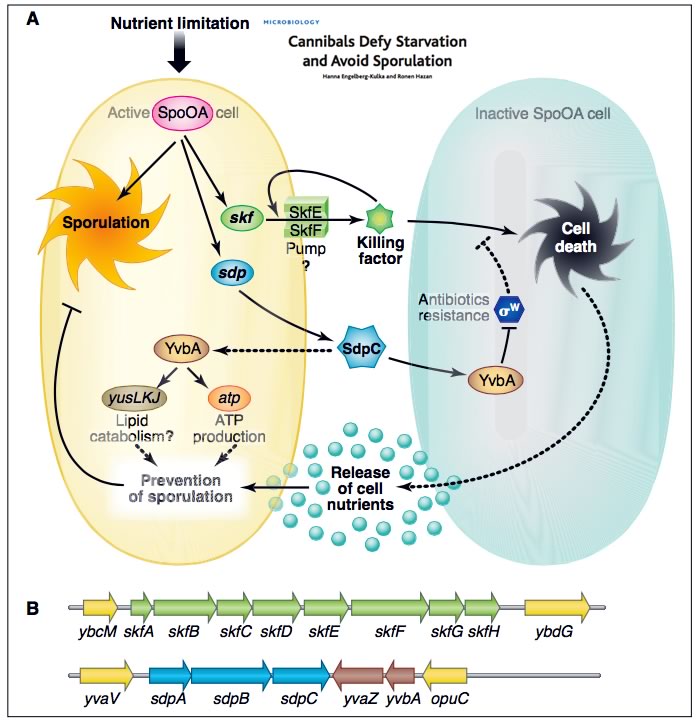 A
Nutrient limitation
MICROBIOLOGY
Cannibals Defy Starvation
and Avoid Sporulation
Hanna Engelberg-Kulka and Ronen Hazan
Active SpoOA cell
Inactive SpoOA cell
Sporulation
skf
SkfE
SkfF
Pump
?
Killing
factor
Cell
death
sdp
Antibiotics
resistance
σW
YvbA
SdpC
YvbA
yusLKJ
atp
Lipid
catabolism?
ATP
production
Prevention
of sporulation
Release
of cell
nutrients
B
ybcM skfA skfB skfC skfD skfE skfF skfG skfH ybdG
yvaV sdpA sdpB sdpC yvaZ yvbA opuC